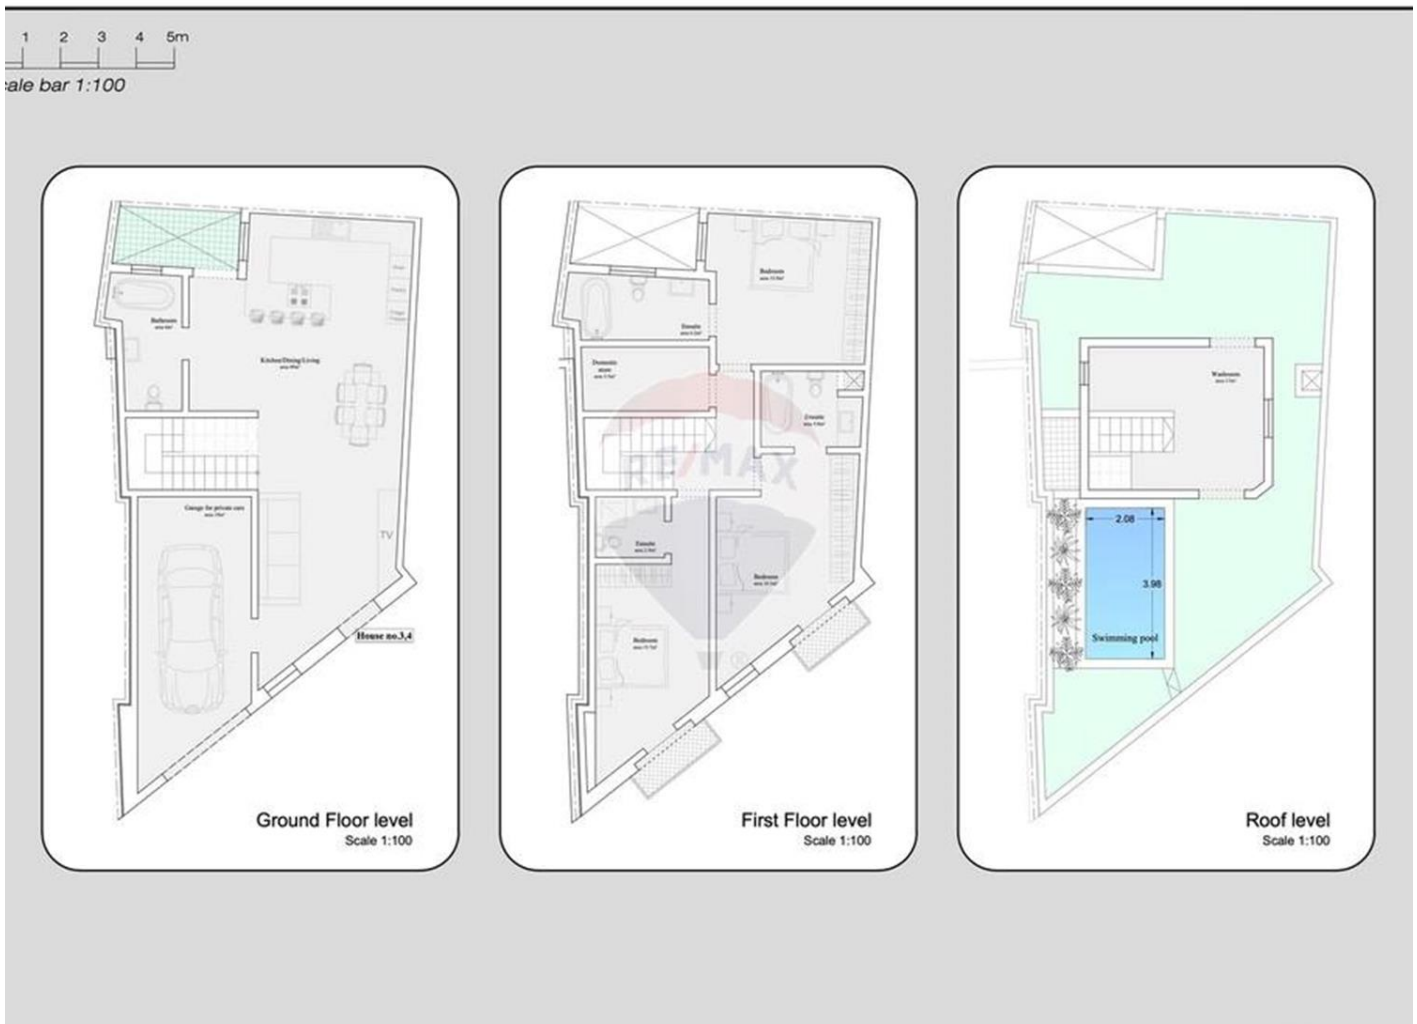 1 2 3 4 5m
cale bar 1:100
Bathroom
Kitchen/Dining/Living
Garage for private cars
TV
House no.3,4
Ground Floor level
Scale 1:100
Bedroom
Ensuite
Domestic
store
Ensuite
RE/MAX
Ensuite
Bedroom
Bedroom
®
First Floor level
Scale 1:100
Washroom
2.08
3.98
Swimming pool
Roof level
Scale 1:100